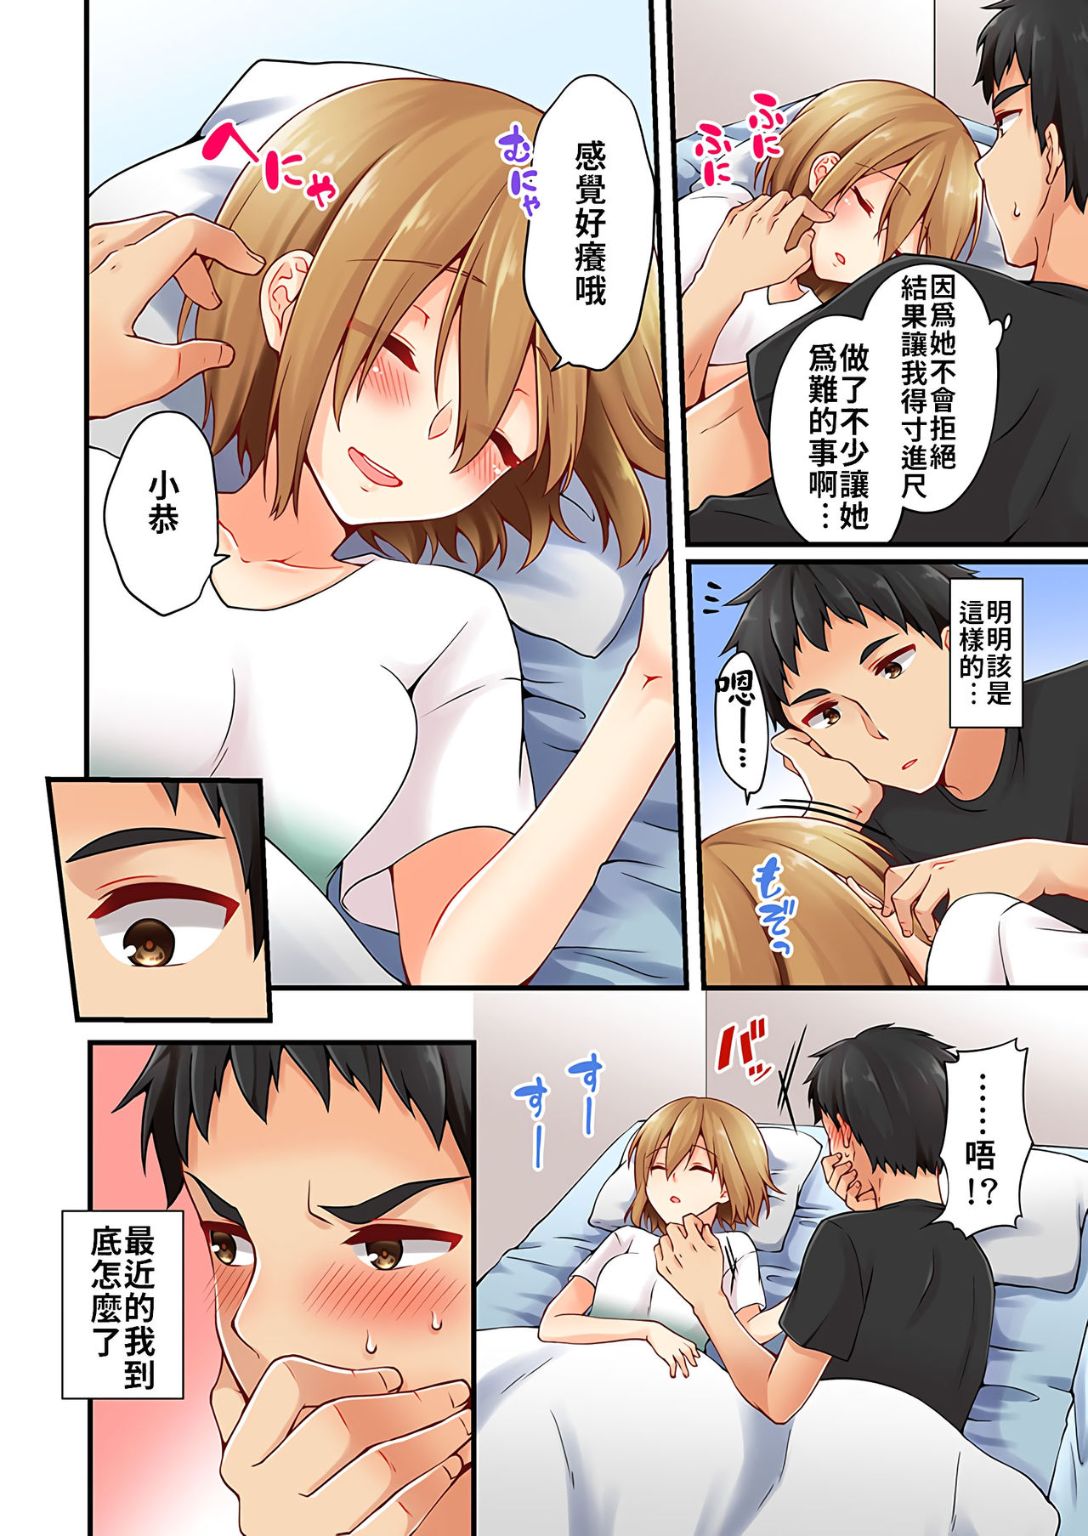 ふに
ふに
因爲她不會拒絕
結果讓我得寸進尺
做了不少讓她
爲難的事啊…
明明該是
這樣的…
嗯ー…
もぞっ
感覺好癢哦
むにゃ
へにゃ
小恭
……唔!?
バッ
すー
すー
最近的我到
底怎麼了